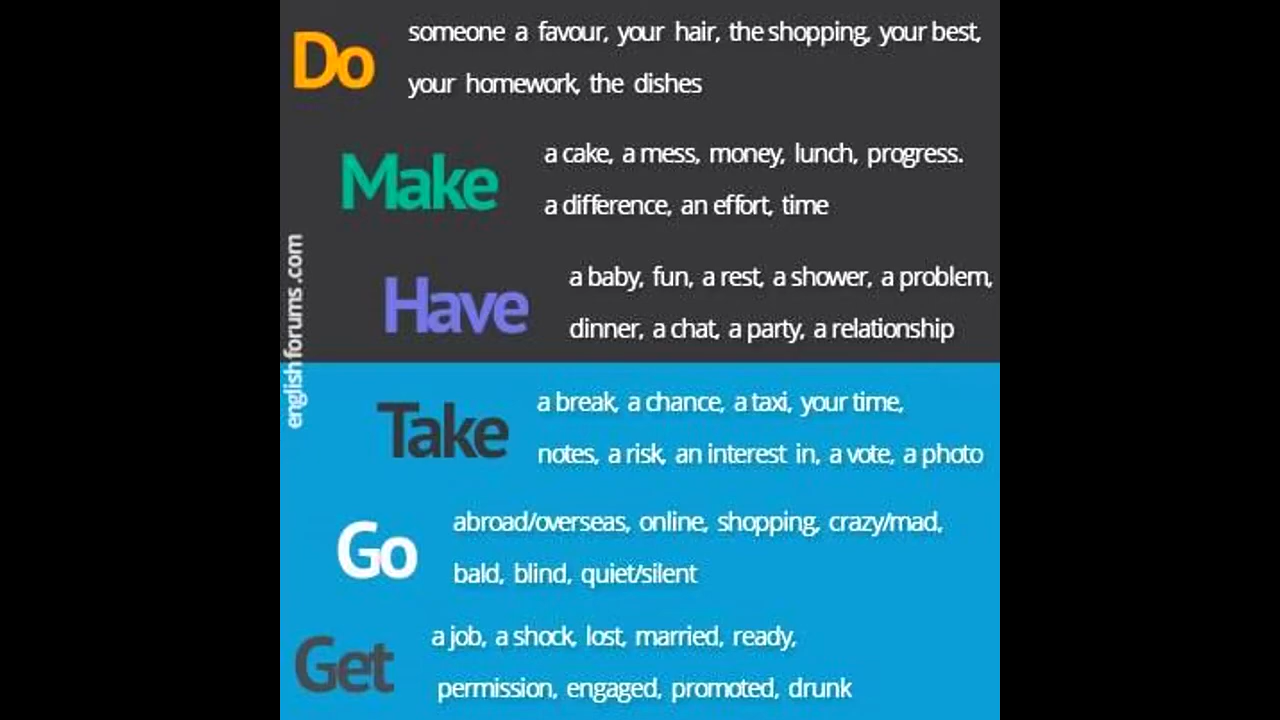 Do
someone a favour, your hair, the shopping, your best,
your homework, the dishes
Make
a cake, a mess, money, lunch, progress.
a difference, an effort, time
Have
a baby, fun, a rest, a shower, a problem,
dinner, a chat, a party, a relationship
Take
a break, a chance, a taxi, your time,
notes, a risk, an interest in, a vote, a photo
Go
abroad/overseas, online, shopping, crazy/mad,
bald, blind, quiet/silent
Get
a job, a shock, lost, married, ready,
permission, engaged, promoted, drunk
englishforums.com